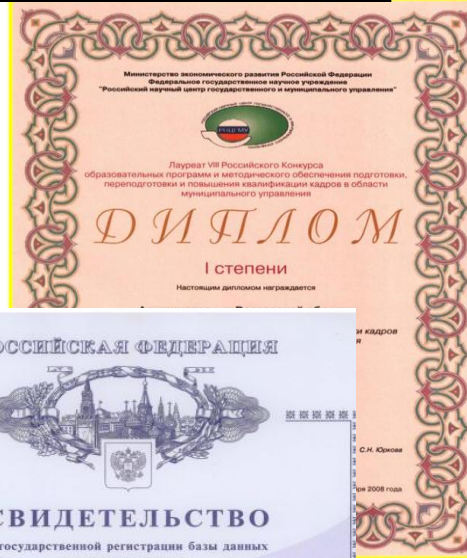 Министерство экономического развития Российской Федерации
Федеральное государственное научное учреждение
"Российский научный центр государственного и муниципального управления"
РНЦГМУ
Лауреат VIII Российского Конкурса
образовательных программ и методического обеспечения подготовки,
переподготовки и повышения квалификации кадров в области
муниципального управления
ДИПЛОМ
I степени
Настоящим дипломом награждается
и кадров
С.Н. Юркова
2008 года
ОССИЙСКАЯ ФЕДЕРАЦИЯ
СВИДЕТЕЛЬСТВО
государственной регистрации базы данных